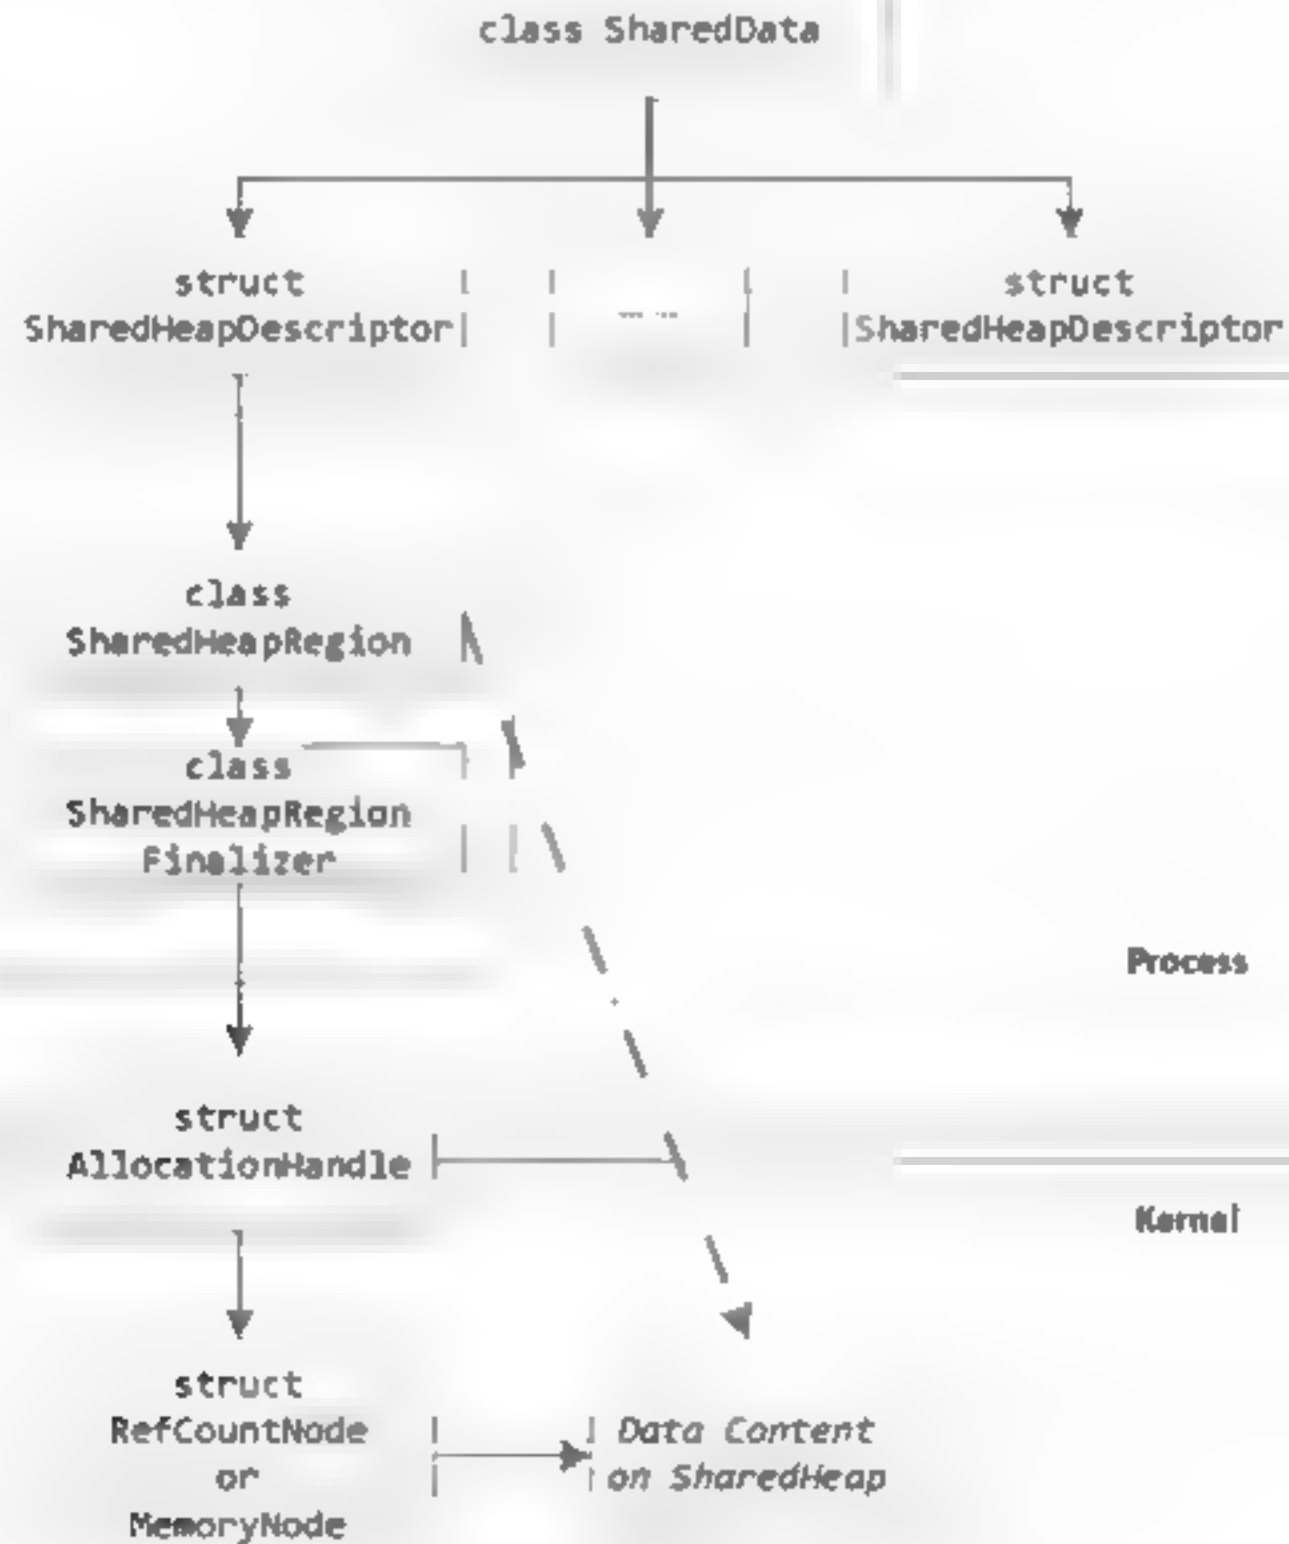 class SharedData
struct
SharedHeapDescriptor
...
struct
SharedHeapDescriptor
class
SharedHeapRegion
class
SharedHeapRegion
Finalizer
Process
struct
AllocationHandle
Kernel
struct
RefCountNode
or
MemoryNode
Data Content
on SharedHeap